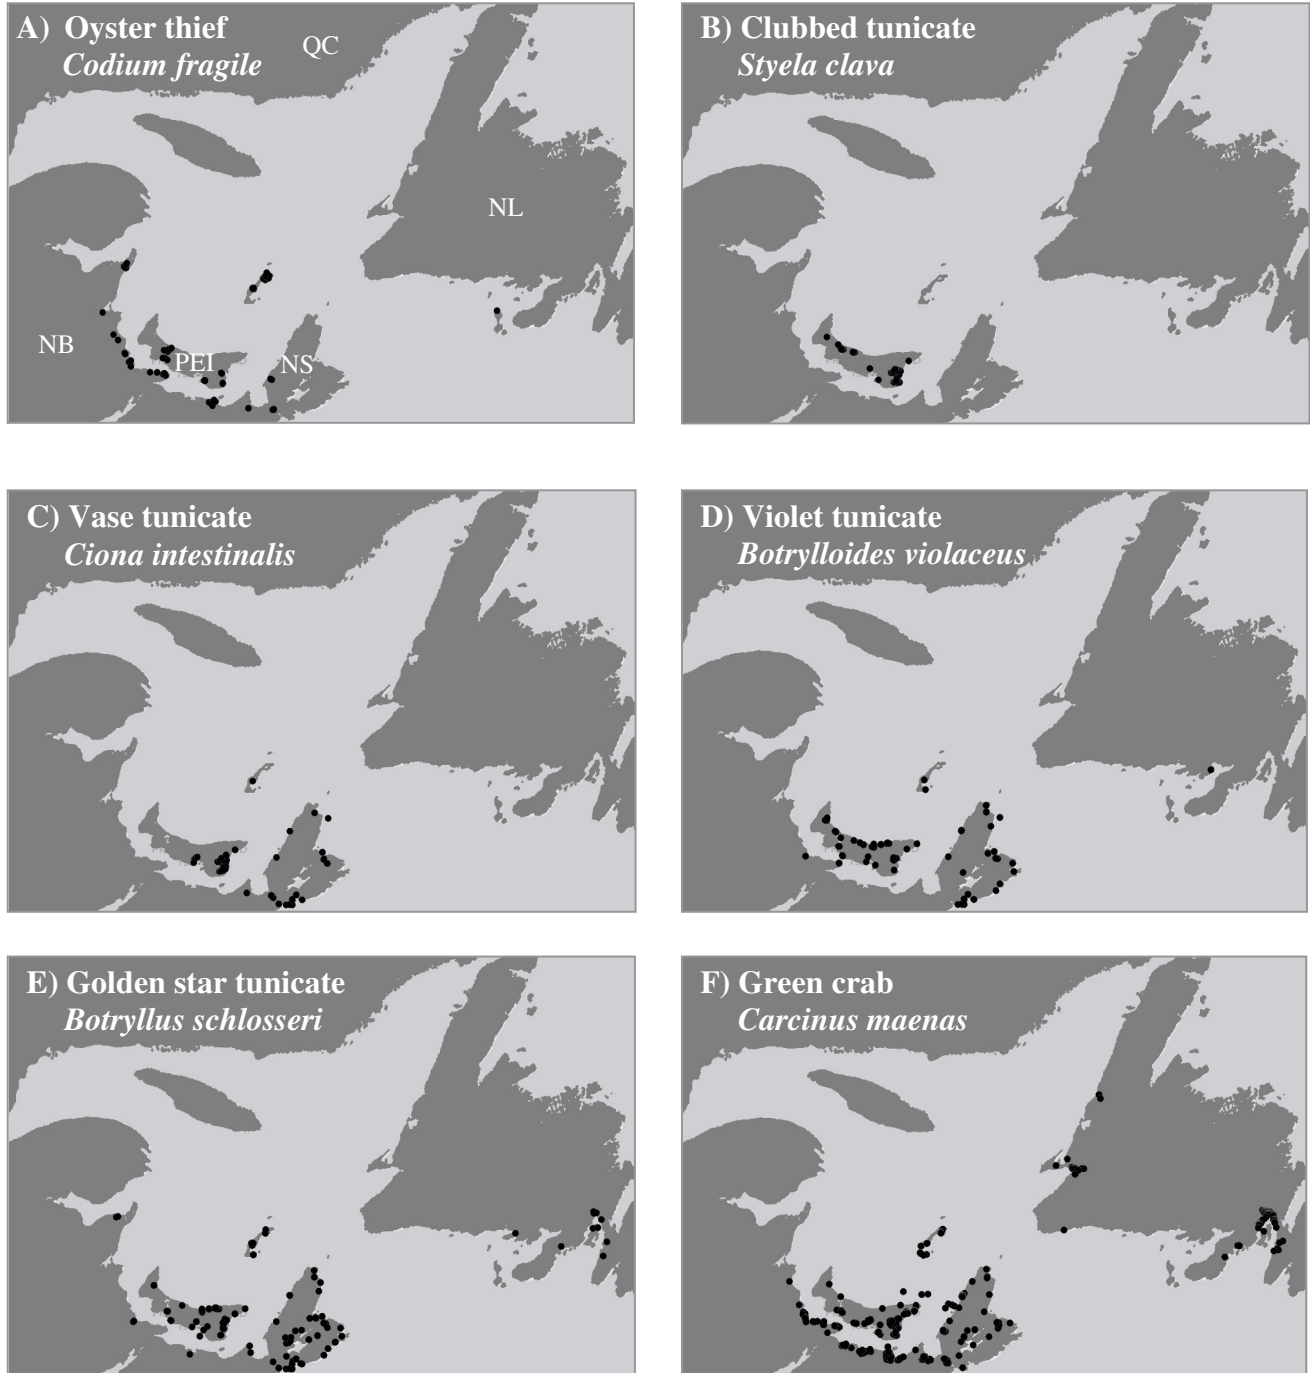 A) Oyster thief
Codium fragile
QC
NL
NB
PEI
NS
B) Clubbed tunicate
Styela clava
C) Vase tunicate
Ciona intestinalis
D) Violet tunicate
Botrylloides violaceus
E) Golden star tunicate
Botryllus schlosseri
F) Green crab
Carcinus maenas